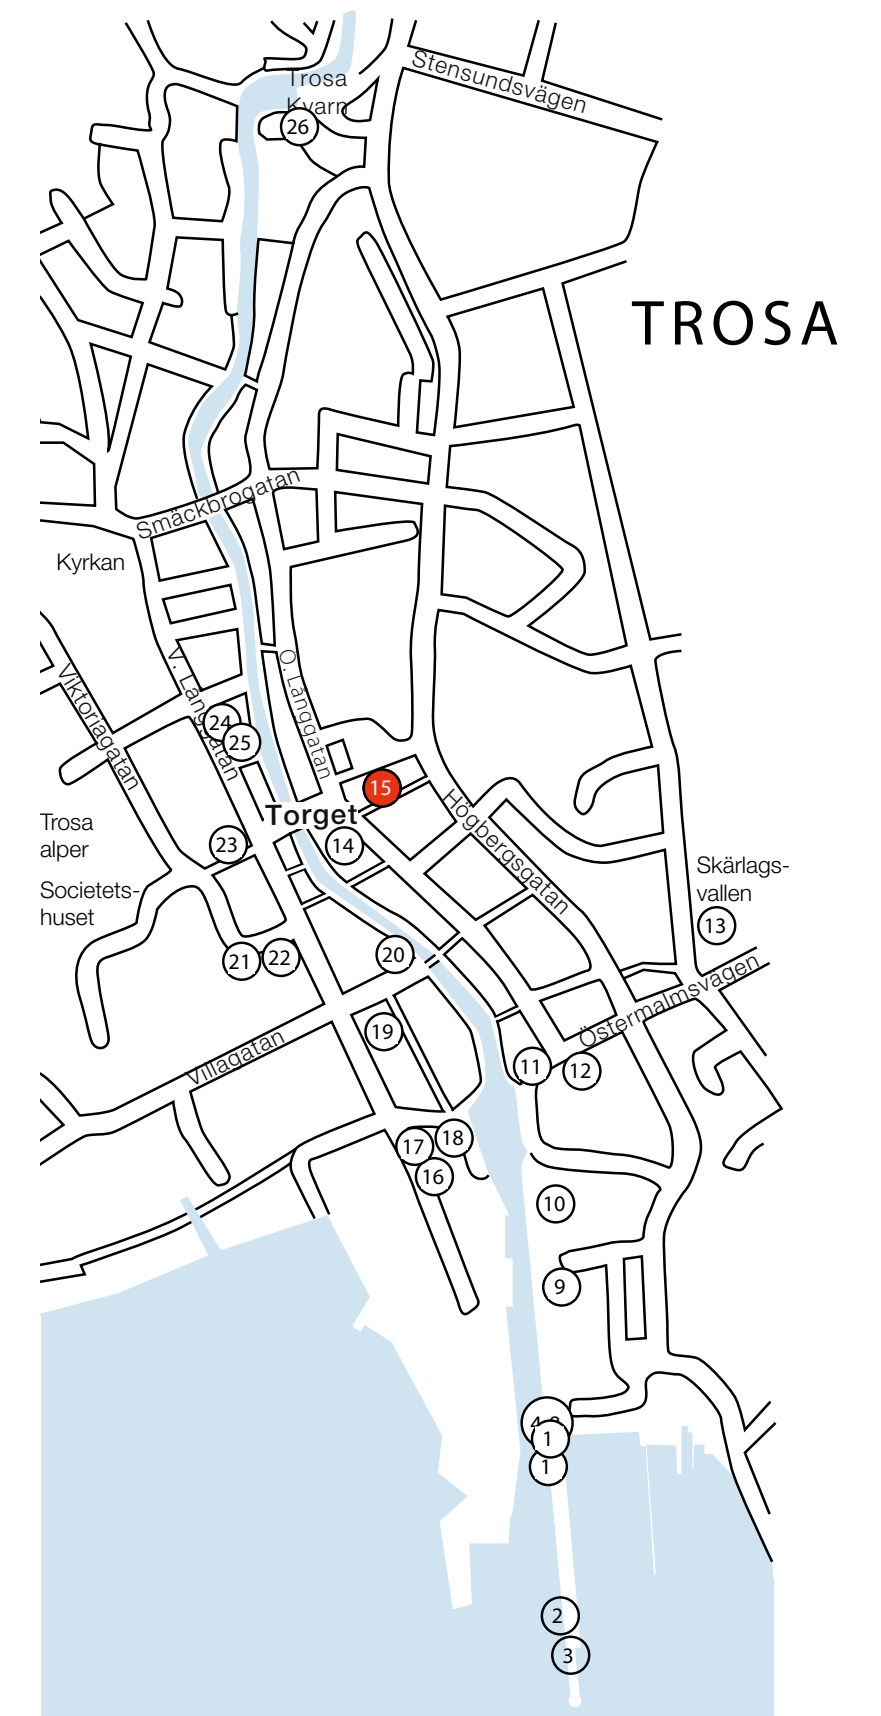 Stensundsvägen
Trosa
Kvarn
26
TROSA
Smäckbrogatan
Kyrkan
Viktoriagatan
V. Långgatan
Ö. Långgatan
24
25
15
Torget
Högbergsgatan
Trosa
alper
23
14
Societets-
huset
Skärlags-
vallen
13
21
22
20
Östermalmsvägen
19
Villagatan
11
12
17
18
16
10
9
1
1
2
3